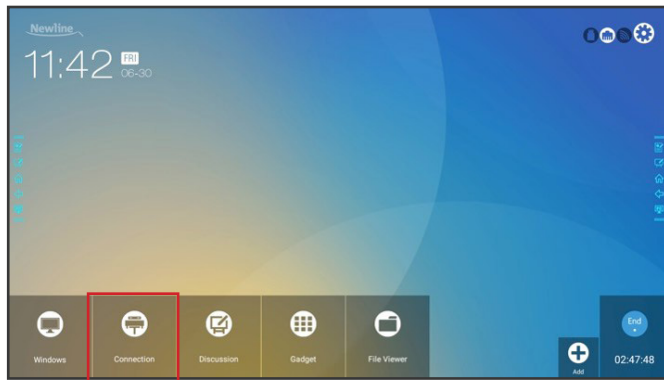 Newline
11:42 FRI
06-30
Windows
Connection
Discussion
Gadget
File Viewer
Add
End
02:47:48